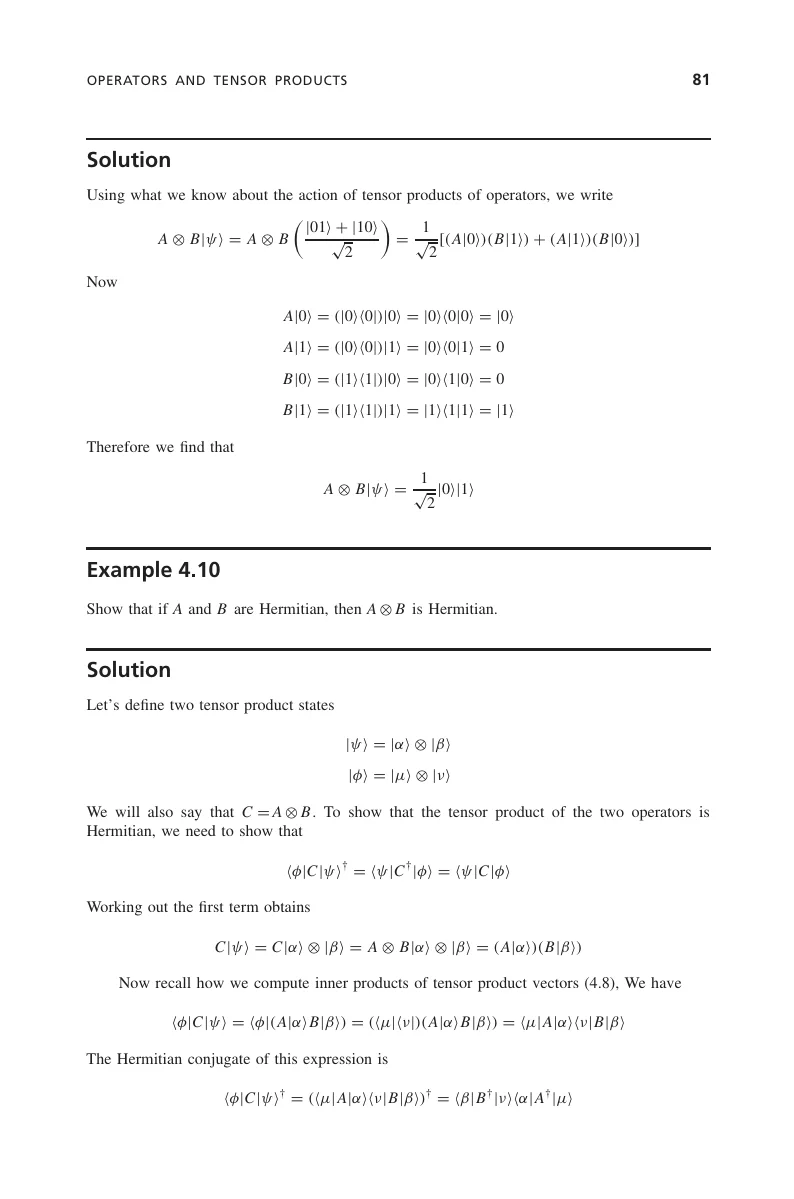 OPERATORS AND TENSOR PRODUCTS 81
Solution
Using what we know about the action of tensor products of operators, we write
A ⊗ B|ψ⟩ = A ⊗ B ( (|01⟩ + |10⟩)/√2 ) = 1/√2 [(A|0⟩)(B|1⟩) + (A|1⟩)(B|0⟩)]
Now
A|0⟩ = (|0⟩⟨0|)|0⟩ = |0⟩⟨0|0⟩ = |0⟩
A|1⟩ = (|0⟩⟨0|)|1⟩ = |0⟩⟨0|1⟩ = 0
B|0⟩ = (|1⟩⟨1|)|0⟩ = |0⟩⟨1|0⟩ = 0
B|1⟩ = (|1⟩⟨1|)|1⟩ = |1⟩⟨1|1⟩ = |1⟩
Therefore we find that
A ⊗ B|ψ⟩ = 1/√2 |0⟩|1⟩
Example 4.10
Show that if A and B are Hermitian, then A ⊗ B is Hermitian.
Solution
Let's define two tensor product states
|ψ⟩ = |α⟩ ⊗ |β⟩
|ϕ⟩ = |μ⟩ ⊗ |ν⟩
We will also say that C = A ⊗ B. To show that the tensor product of the two operators is
Hermitian, we need to show that
⟨ϕ|C|ψ⟩† = ⟨ψ|C†|ϕ⟩ = ⟨ψ|C|ϕ⟩
Working out the first term obtains
C|ψ⟩ = C|α⟩ ⊗ |β⟩ = A ⊗ B|α⟩ ⊗ |β⟩ = (A|α⟩)(B|β⟩)
Now recall how we compute inner products of tensor product vectors (4.8), We have
⟨ϕ|C|ψ⟩ = ⟨ϕ|(A|α⟩B|β⟩) = (⟨μ|⟨ν|)(A|α⟩B|β⟩) = ⟨μ|A|α⟩⟨ν|B|β⟩
The Hermitian conjugate of this expression is
⟨ϕ|C|ψ⟩† = (⟨μ|A|α⟩⟨ν|B|β⟩)† = ⟨β|B†|ν⟩⟨α|A†|μ⟩